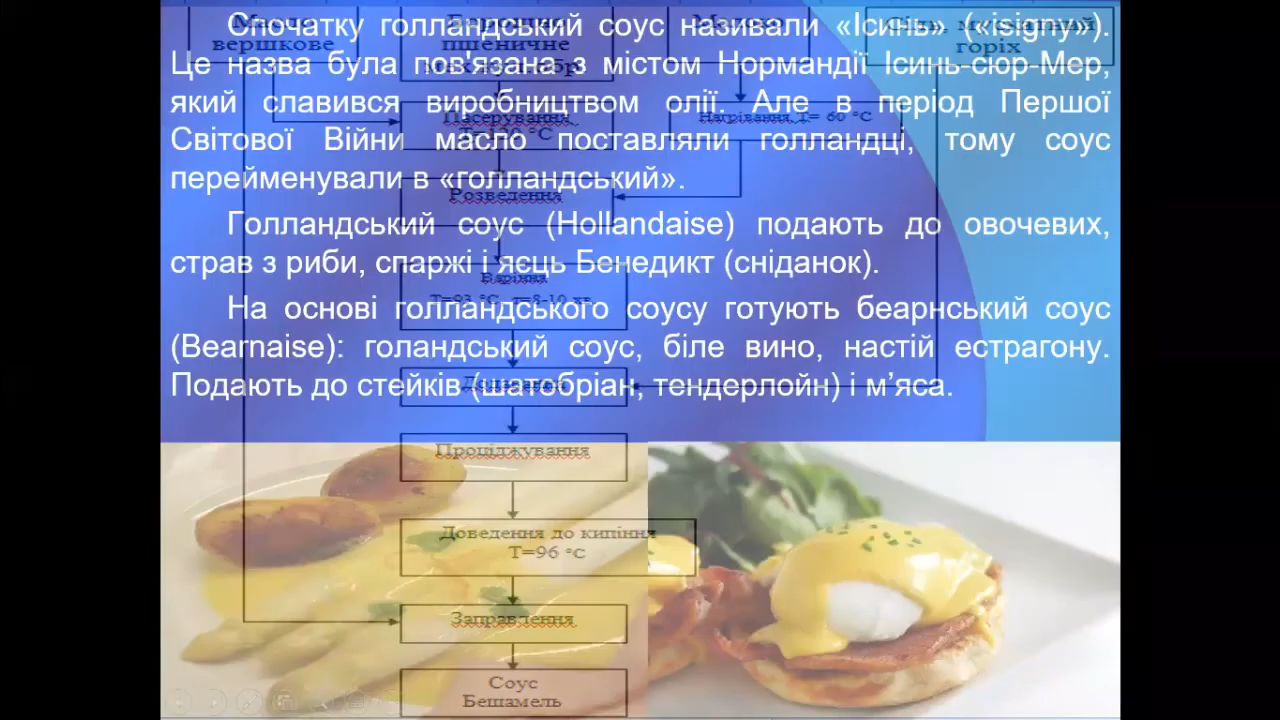 Спочатку голландський соус називали «Ісинь» («isigny»).
Це назва була пов'язана з містом Нормандії Ісинь-сюр-Мер,
який славився виробництвом олії. Але в період Першої
Світової Війни масло поставляли голландці, тому соус
перейменували в «голландський».
Голландський соус (Hollandaise) подають до овочевих,
страв з риби, спаржі і яєць Бенедикт (сніданок).
На основі голландського соусу готують беарнський соус
(Bearnaise): голандський соус, біле вино, настій естрагону.
Подають до стейків (шатобріан, тендерлойн) і м’яса.
вершкове
пшеничне
горіх
Пасерування
Нагрівання, Т= 60 °С
Розведення
Варіння
Проціджування
Доведення до кипіння
Т=96 °С
Заправлення
Соус
Бешамель